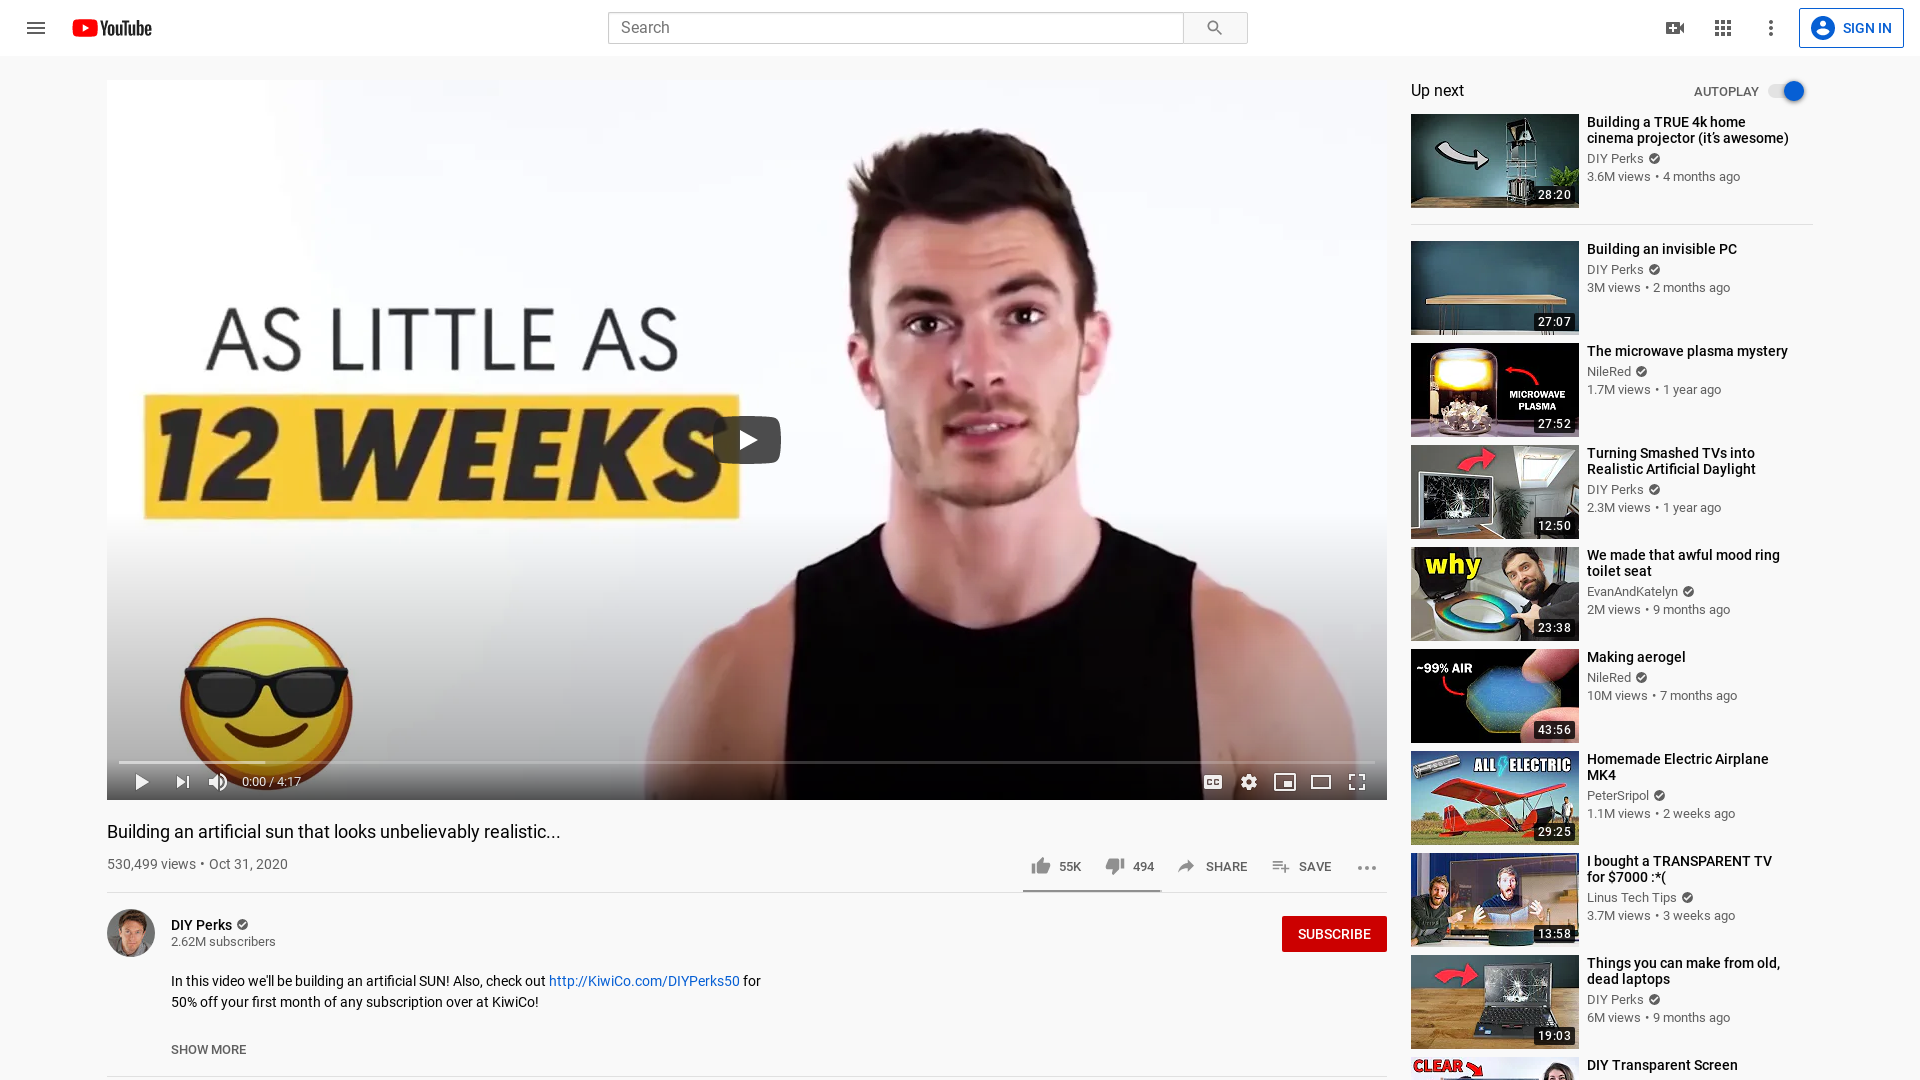 YouTube
Search
SIGN IN
AS LITTLE AS
12 WEEKS
0:00 / 4:17
Building an artificial sun that looks unbelievably realistic...
530,499 views • Oct 31, 2020
55K
494
SHARE
SAVE
DIY Perks
2.62M subscribers
SUBSCRIBE
In this video we'll be building an artificial SUN! Also, check out http://KiwiCo.com/DIYPerks50 for
50% off your first month of any subscription over at KiwiCo!
SHOW MORE
Up next
AUTOPLAY
28:20
Building a TRUE 4k home
cinema projector (it's awesome)
DIY Perks
3.6M views • 4 months ago
27:07
Building an invisible PC
DIY Perks
3M views • 2 months ago
MICROWAVE
PLASMA
27:52
The microwave plasma mystery
NileRed
1.7M views • 1 year ago
12:50
Turning Smashed TVs into
Realistic Artificial Daylight
DIY Perks
2.3M views • 1 year ago
why
23:38
We made that awful mood ring
toilet seat
EvanAndKatelyn
2M views • 9 months ago
~99% AIR
43:56
Making aerogel
NileRed
10M views • 7 months ago
ALL ELECTRIC
29:25
Homemade Electric Airplane
MK4
PeterSripol
1.1M views • 2 weeks ago
13:58
I bought a TRANSPARENT TV
for $7000 :*(
Linus Tech Tips
3.7M views • 3 weeks ago
19:03
Things you can make from old,
dead laptops
DIY Perks
6M views • 9 months ago
CLEAR
DIY Transparent Screen